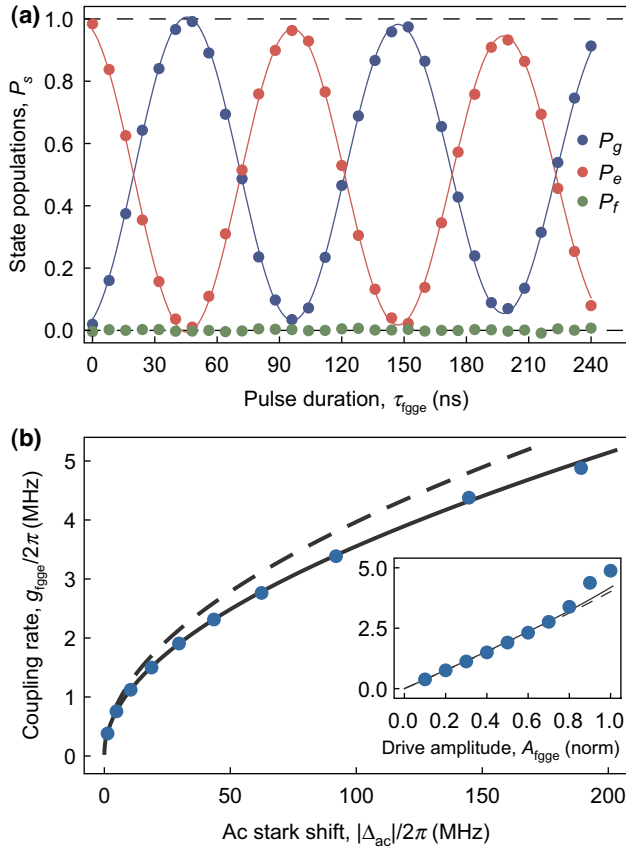 (a)
1.0
0.8
0.6
0.4
0.2
0.0
State populations, Pₛ
P_g
P_e
P_f
0 30 60 90 120 150 180 210 240
Pulse duration, τ_fgge (ns)
(b)
5
4
3
2
1
0
Coupling rate, g_fgge/2π (MHz)
5.0
2.5
0.0
0.0 0.2 0.4 0.6 0.8 1.0
Drive amplitude, A_fgge (norm)
0 50 100 150 200
Ac stark shift, |Δ_ac|/2π (MHz)